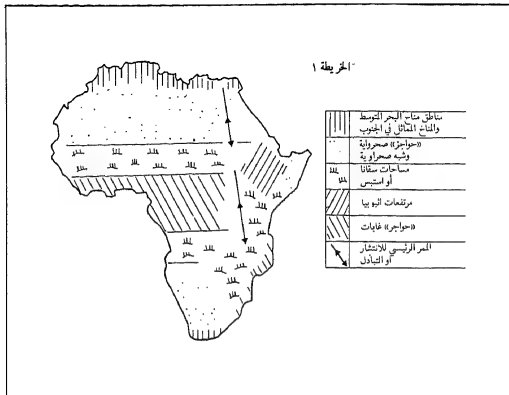 الخريطة ١
مناطق مناخ البحر المتوسط
والمناخ المماثل في الجنوب
«حواجز» صحراوية
وشبه صحراوية
مساحات سفانا
أو استبس
مرتفعات اثيوبيا
«حواجز» غابات
الممر الرئيسي للانتشار
أو التبادل